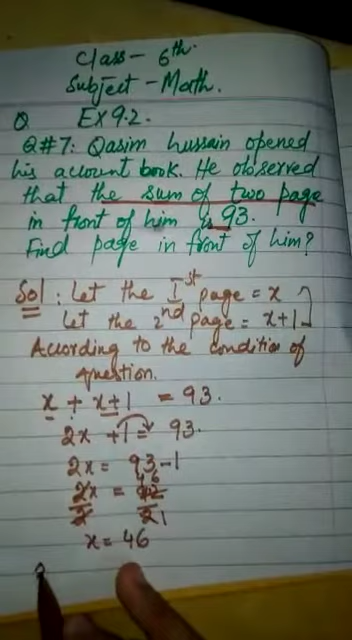 Class - 6th.
Subject - Math.
Q Ex 9.2.
Q#7: Qasim hussain opened
his account book. He observed
that the sum of two page
in front of him is 93.
Find page in front of him?
Sol: Let the Ist page = x
Let the 2nd page = x+1
According to the condition of
question.
x + x+1 = 93.
2x +1 = 93.
2x = 93-1
2x/2 = 92/2 46 1
x = 46